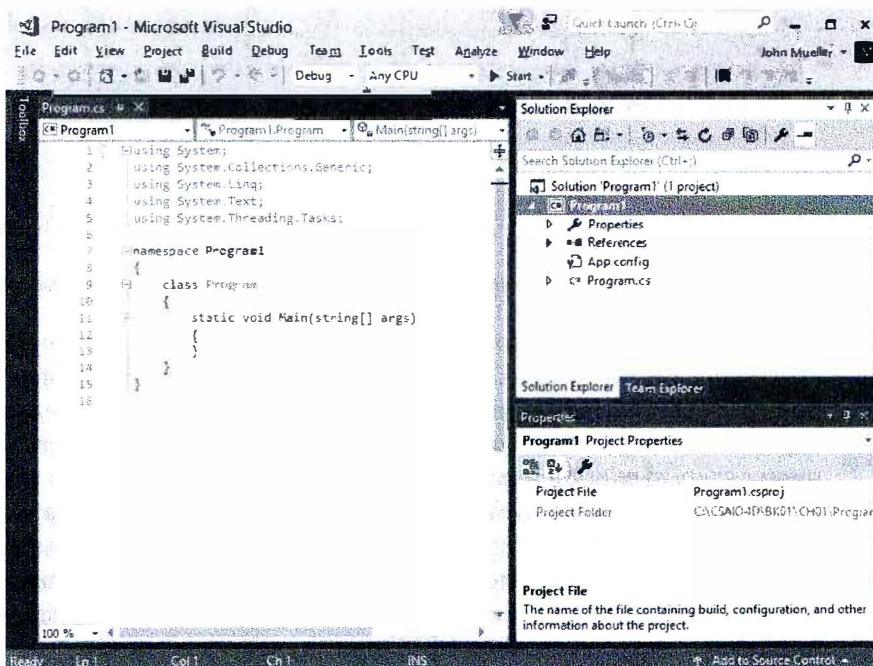 Program1 - Microsoft Visual Studio
Quick Launch (Ctrl+Q)
File Edit View Project Build Debug Team Tools Test Analyze Window Help
John Mueller
Debug
Any CPU
Start
Toolbox
Program.cs
Program1
Program1.Program
Main(string[] args)
1 using System;
2 using System.Collections.Generic;
3 using System.Linq;
4 using System.Text;
5 using System.Threading.Tasks;
6
7 namespace Program1
8 {
9 class Program
10 {
11 static void Main(string[] args)
12 {
13 }
14 }
15 }
16
100 %
Solution Explorer
Search Solution Explorer (Ctrl+;)
Solution 'Program1' (1 project)
C# Program1
Properties
References
App.config
C# Program.cs
Solution Explorer Team Explorer
Properties
Program1 Project Properties
Project File Program1.csproj
Project Folder C:\CSAIO4D\BK01\CH01\Program
Project File
The name of the file containing build, configuration, and other
information about the project.
Ready Ln 1 Col 1 Ch 1 INS
Add to Source Control